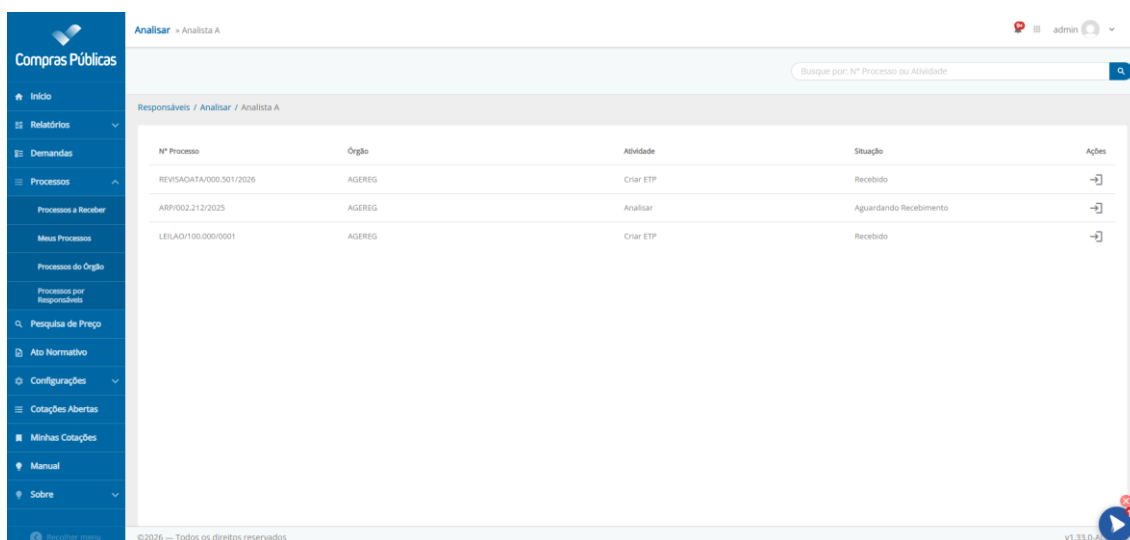 Compras Públicas
Início
Relatórios
Demandas
Processos
Processos a Receber
Meus Processos
Processos do Órgão
Processos por
Responsáveis
Pesquisa de Preço
Ato Normativo
Configurações
Cotações Abertas
Minhas Cotações
Manual
Sobre
Recolher menu
Analisar » Analista A
9+
admin
Busque por: N° Processo ou Atividade
Responsáveis / Analisar / Analista A
N° Processo Órgão Atividade Situação Ações
REVISAOATA/000.501/2026 AGEREG Criar ETP Recebido
ARP/002.212/2025 AGEREG Analisar Aguardando Recebimento
LEILAO/100.000/0001 AGEREG Criar ETP Recebido
©2026 — Todos os direitos reservados